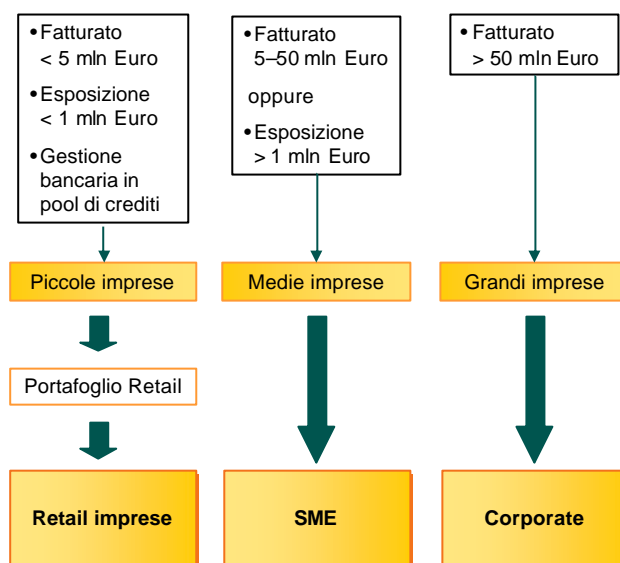 •Fatturato
< 5 mln Euro
•Esposizione
< 1 mln Euro
•Gestione
bancaria in
pool di crediti
•Fatturato
5–50 mln Euro
oppure
•Esposizione
> 1 mln Euro
•Fatturato
> 50 mln Euro
Piccole imprese
Medie imprese
Grandi imprese
Portafoglio Retail
Retail imprese
SME
Corporate